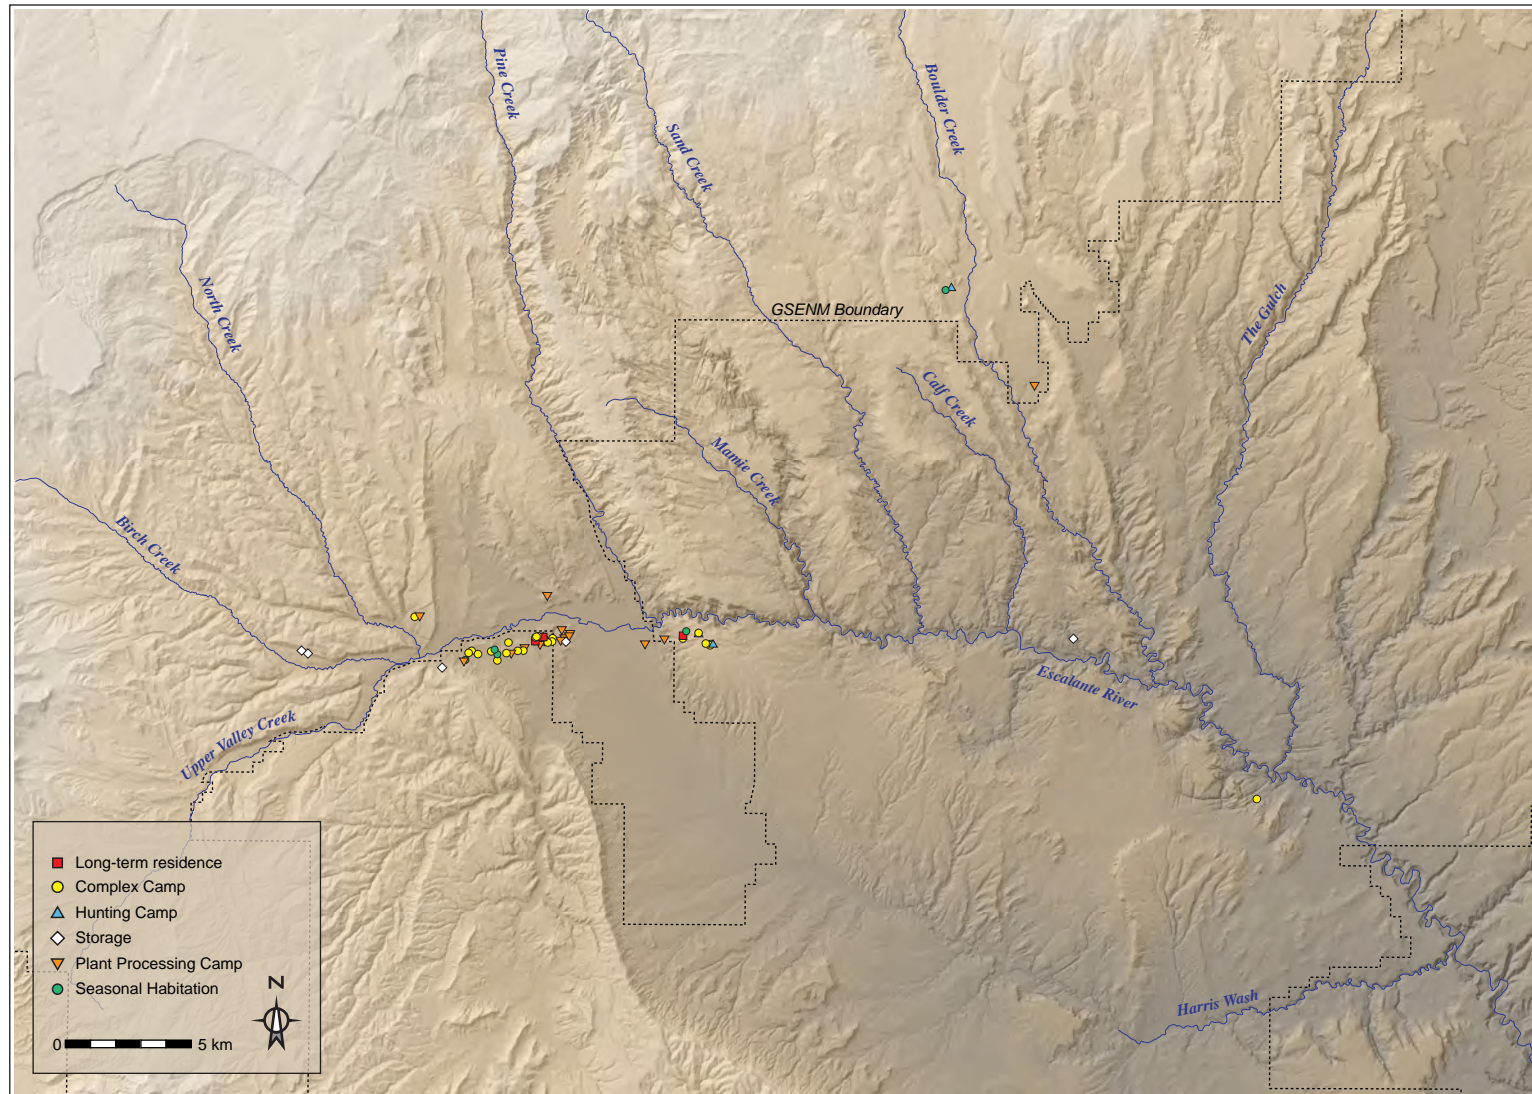 Pine Creek
Sand Creek
Boulder Creek
The Gulch
North Creek
GSENM Boundary
Calf Creek
Mamie Creek
Birch Creek
Escalante River
Upper Valley Creek
Harris Wash
Long-term residence
Complex Camp
Hunting Camp
Storage
Plant Processing Camp
Seasonal Habitation
N
0 5 km